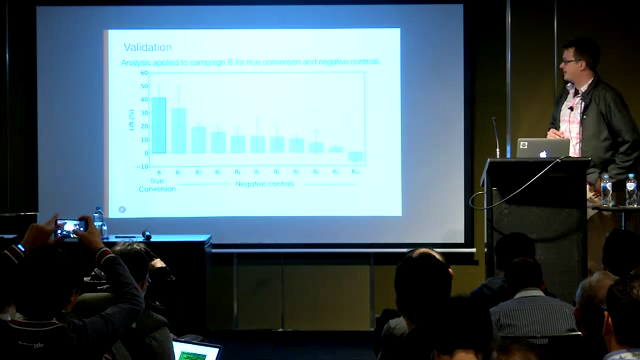 Validation
Analysis applied to campaign B for true conversion and negative controls.
60
50
40
30
20
10
0
−10
Lift (%)
True
Conversion
Negative controls